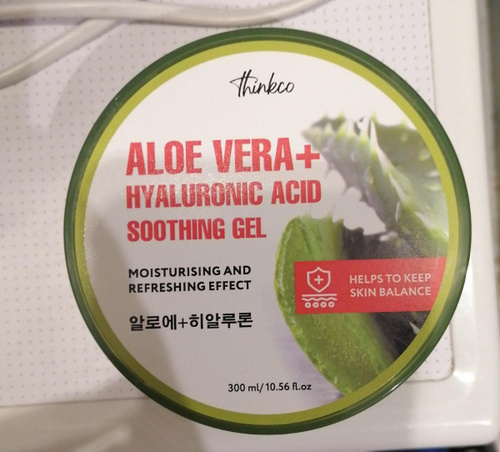 thinkco
ALOE VERA+
HYALURONIC ACID
SOOTHING GEL
MOISTURISING AND
REFRESHING EFFECT
HELPS TO KEEP
SKIN BALANCE
알로에+히알루론
300 ml/ 10.56 fl.oz